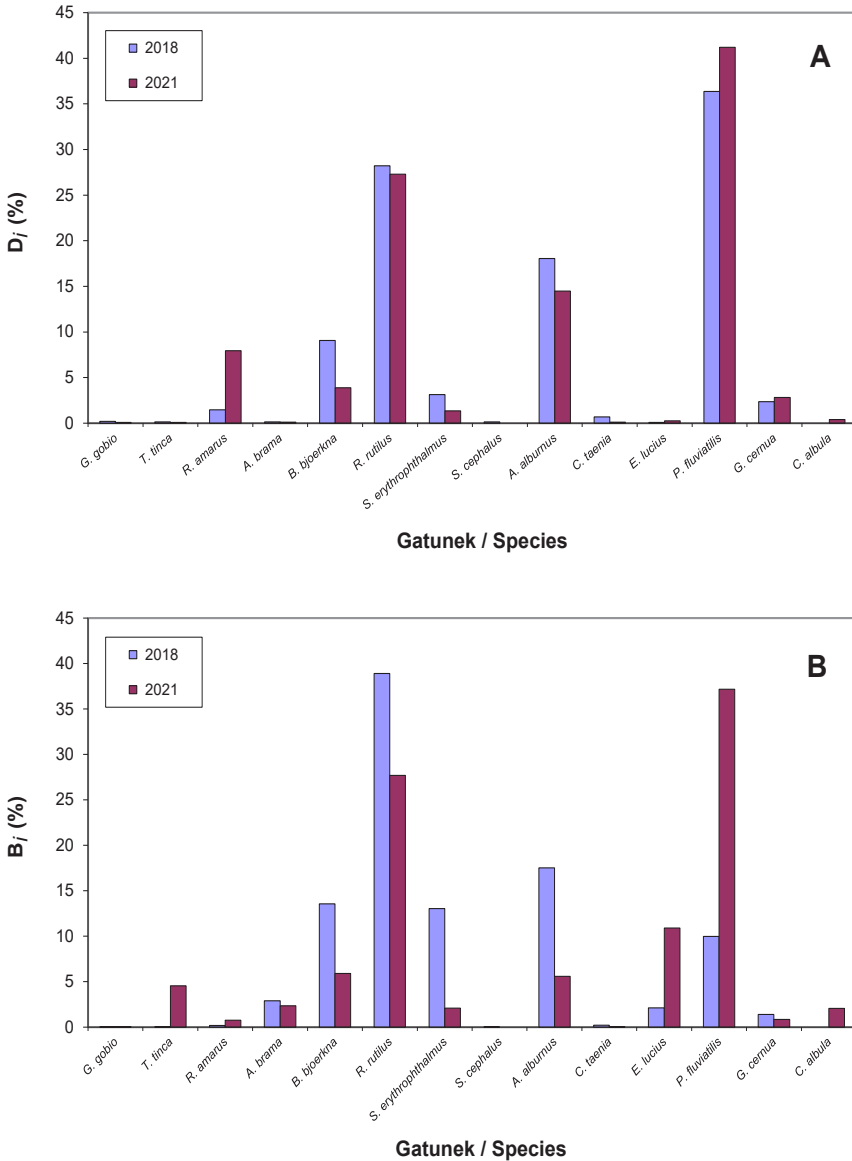 45
40
35
30
25
20
15
10
5
0
D_i (%)
2018
2021
A
G. gobio
T. tinca
R. amarus
A. brama
B. bjoerkna
R. rutilus
S. erythrophthalmus
S. cephalus
A. alburnus
C. taenia
E. lucius
P. fluviatilis
G. cernua
C. albula
Gatunek / Species
45
40
35
30
25
20
15
10
5
0
B_i (%)
2018
2021
B
G. gobio
T. tinca
R. amarus
A. brama
B. bjoerkna
R. rutilus
S. erythrophthalmus
S. cephalus
A. alburnus
C. taenia
E. lucius
P. fluviatilis
G. cernua
C. albula
Gatunek / Species